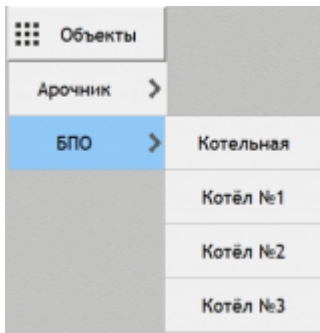 Объекты
Арочник
БПО
Котельная
Котёл №1
Котёл №2
Котёл №3